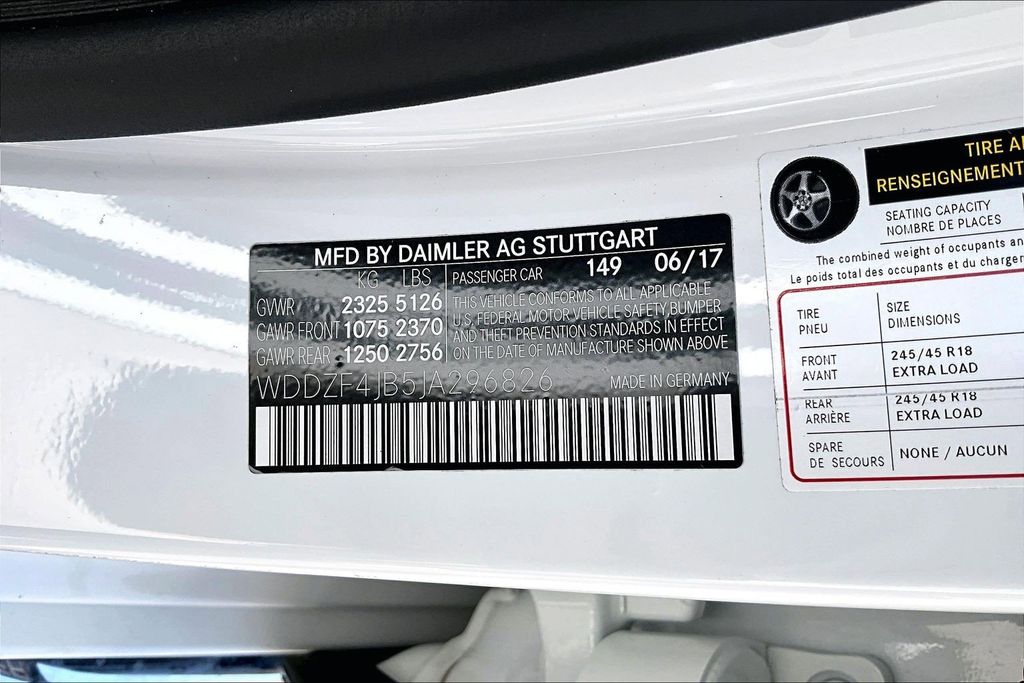 MFD BY DAIMLER AG STUTTGART
KG LBS
GVWR 2325 5126
GAWR FRONT 1075 2370
GAWR REAR 1250 2756
PASSENGER CAR 149 06/17
THIS VEHICLE CONFORMS TO ALL APPLICABLE
U.S. FEDERAL MOTOR VEHICLE SAFETY, BUMPER
AND THEFT PREVENTION STANDARDS IN EFFECT
ON THE DATE OF MANUFACTURE SHOWN ABOVE
WDDZF4JB5JA296826 MADE IN GERMANY
TIRE
RENSEIGNEMENT
SEATING CAPACITY
NOMBRE DE PLACES
The combined weight of occupants
Le poids total des occupants et du
TIRE
PNEU
SIZE
DIMENSIONS
FRONT
AVANT
245/45 R18
EXTRA LOAD
REAR
ARRIÈRE
245/45 R18
EXTRA LOAD
SPARE
DE SECOURS
NONE / AUCUN